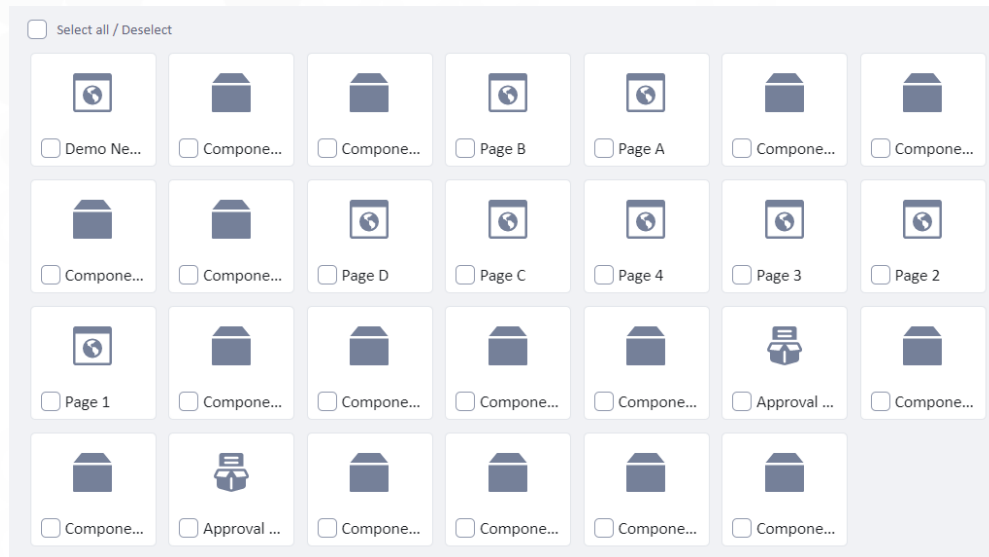 Select all / Deselect
Demo Ne...
Compone...
Compone...
Page B
Page A
Compone...
Compone...
Compone...
Compone...
Page D
Page C
Page 4
Page 3
Page 2
Page 1
Compone...
Compone...
Compone...
Compone...
Approval ...
Compone...
Compone...
Approval ...
Compone...
Compone...
Compone...
Compone...